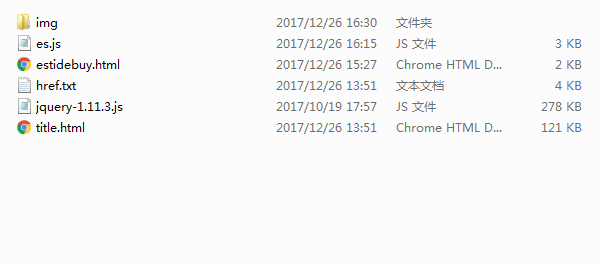 img 2017/12/26 16:30 文件夹
es.js 2017/12/26 16:15 JS 文件 3 KB
estidebuy.html 2017/12/26 15:27 Chrome HTML D... 2 KB
href.txt 2017/12/26 13:51 文本文档 4 KB
jquery-1.11.3.js 2017/10/19 17:57 JS 文件 278 KB
title.html 2017/12/26 13:51 Chrome HTML D... 121 KB